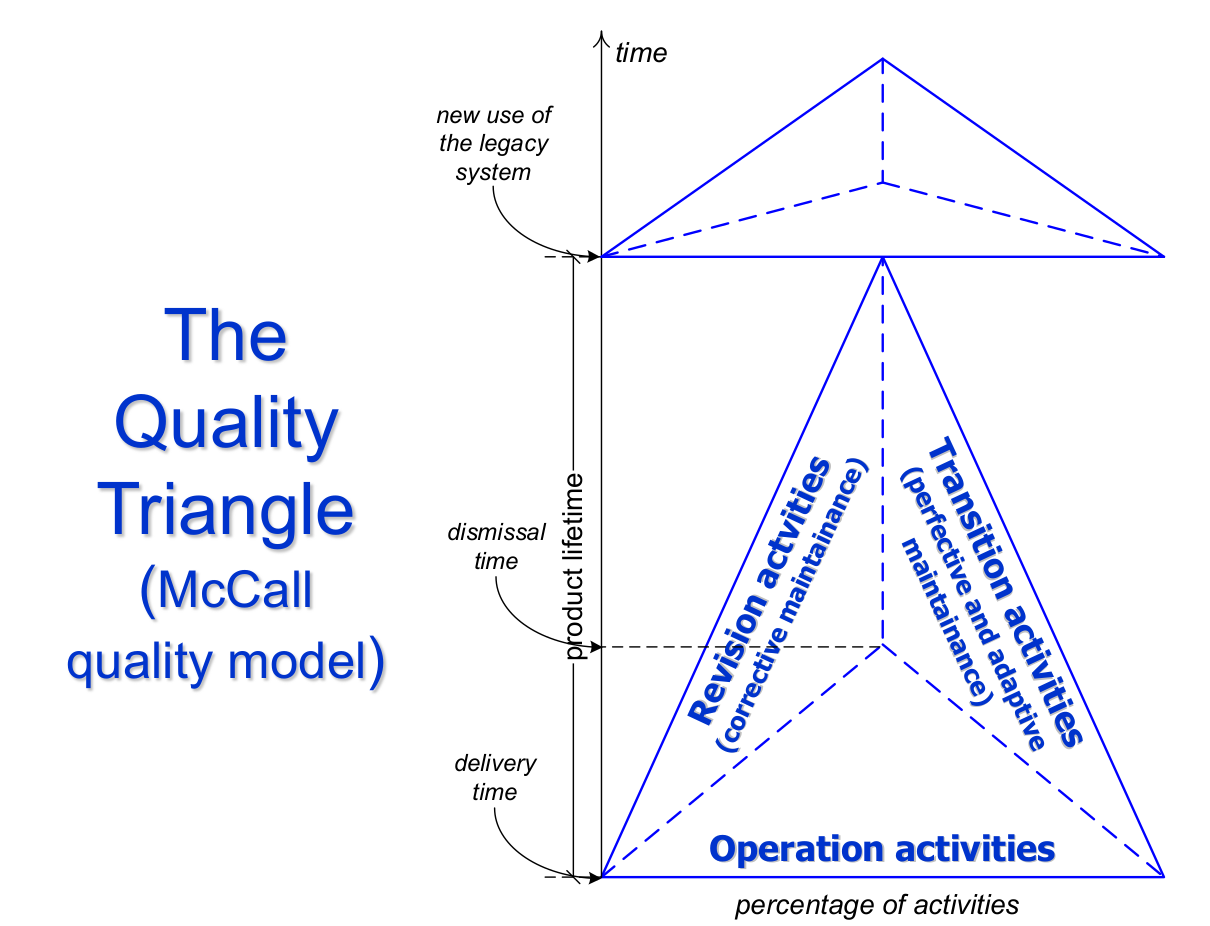 The
Quality
Triangle
(McCall
quality model)
time
new use of
the legacy
system
product lifetime
dismissal
time
delivery
time
Revision actvities
(corrective maintainance)
Transition activities
(perfective and adaptive
maintainance)
Operation activities
percentage of activities